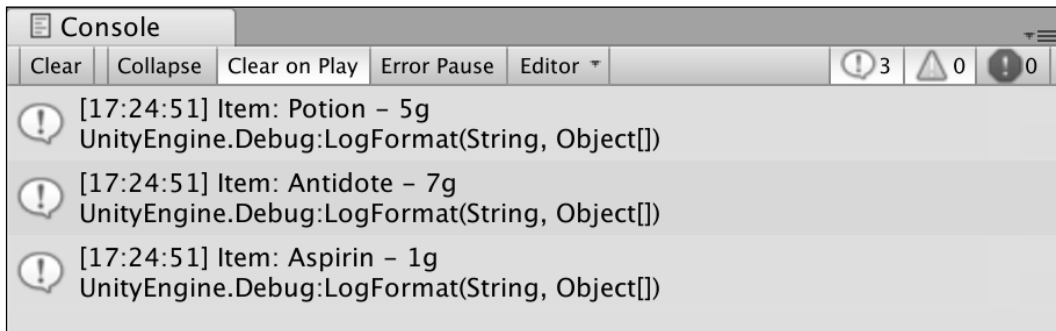 Console
Clear Collapse Clear on Play Error Pause Editor 3 0 0
[17:24:51] Item: Potion – 5g
UnityEngine.Debug:LogFormat(String, Object[])
[17:24:51] Item: Antidote – 7g
UnityEngine.Debug:LogFormat(String, Object[])
[17:24:51] Item: Aspirin – 1g
UnityEngine.Debug:LogFormat(String, Object[])